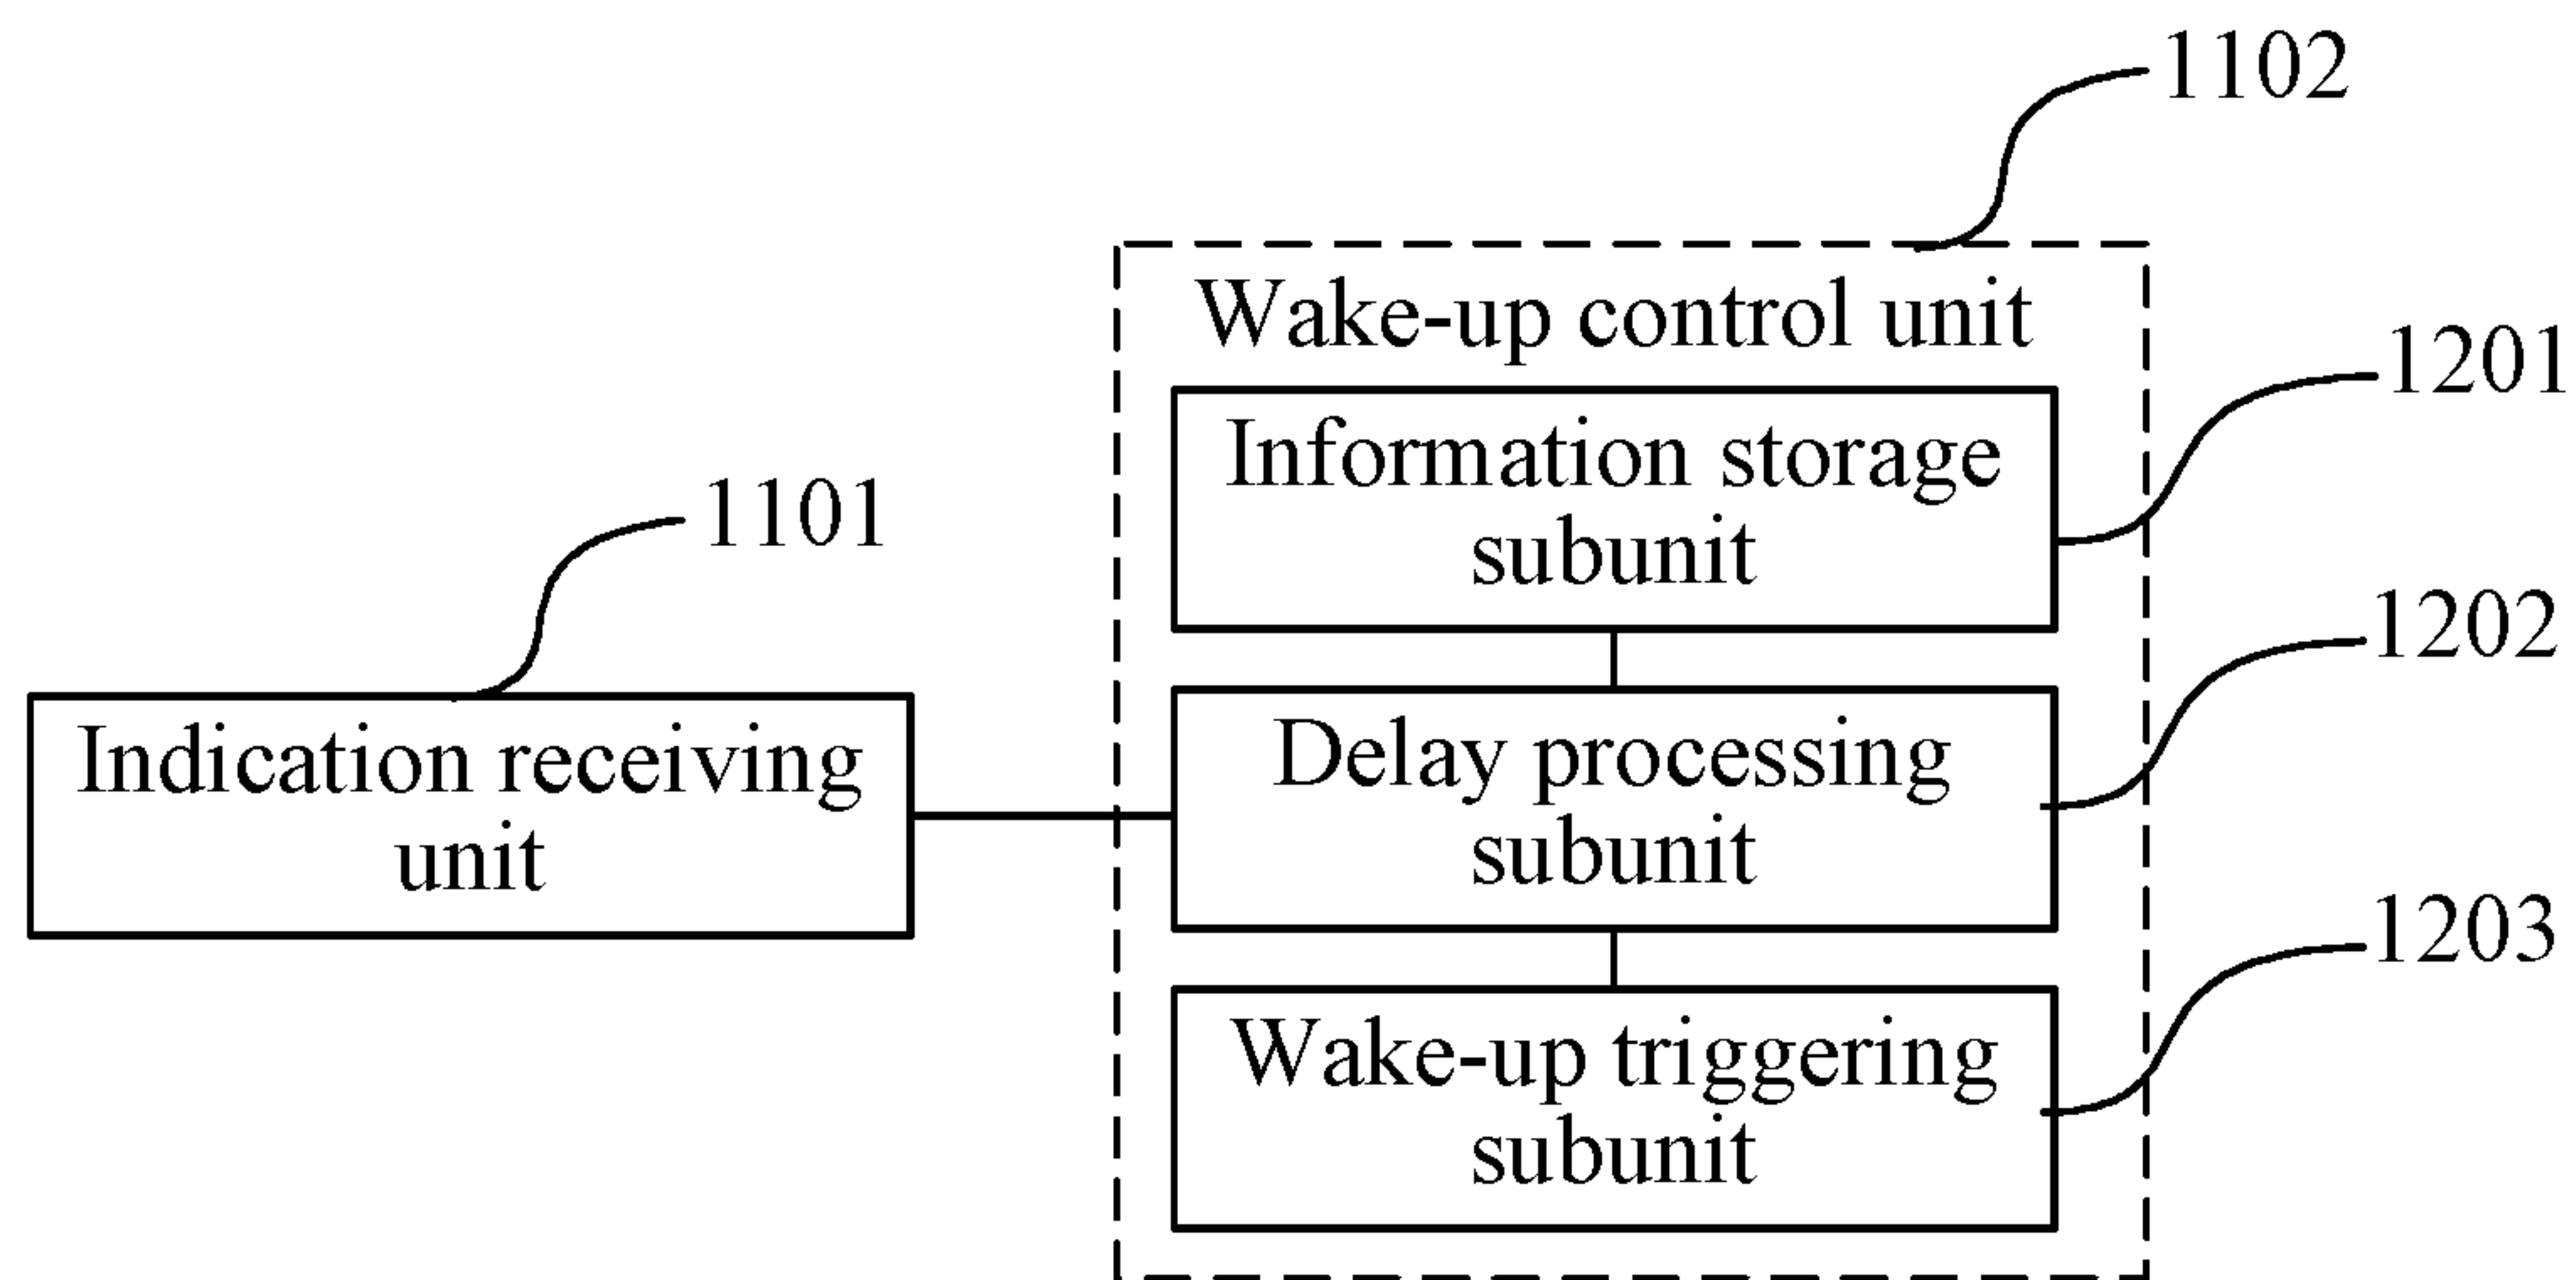 1102
Wake-up control unit
1201
Information storage
subunit
1101
1202
Indication receiving
unit
Delay processing
subunit
1203
Wake-up triggering
subunit